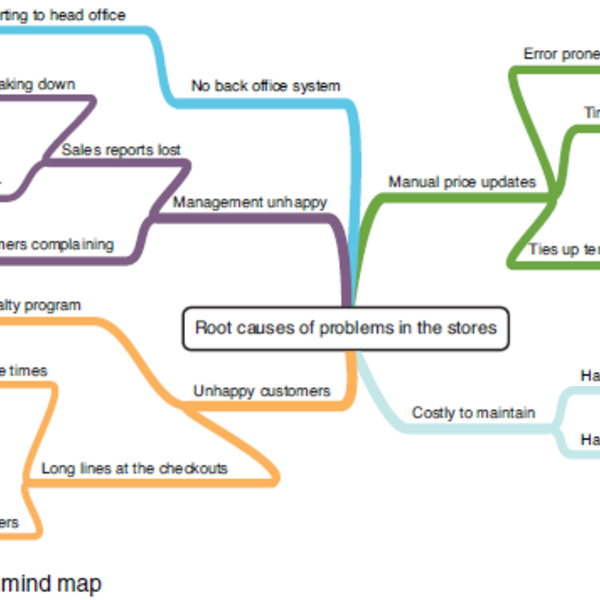 rting to head office
No back office system
aking down
Sales reports lost
Management unhappy
mers complaining
alty program
e times
Unhappy customers
Long lines at the checkouts
ers
Root causes of problems in the stores
Error prone
Tir
Manual price updates
Ties up te
Costly to maintain
Ha
Ha
mind map